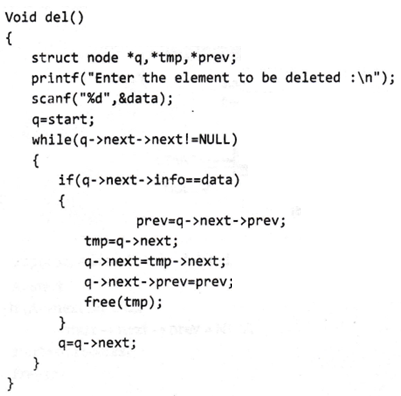 Void del()
{
struct node *q,*tmp,*prev;
printf("Enter the element to be deleted :\n");
scanf("%d",&data);
q=start;
while(q->next->next!=NULL)
{
if(q->next->info==data)
{
prev=q->next->prev;
tmp=q->next;
q->next=tmp->next;
q->next->prev=prev;
free(tmp);
}
q=q->next;
}
}